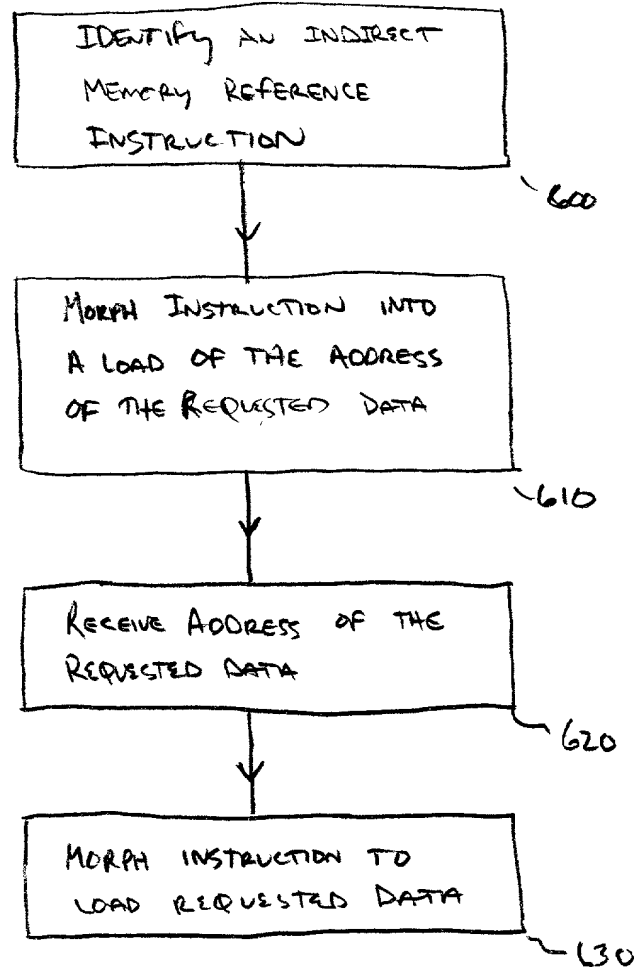 IDENTIFY AN INDIRECT
MEMORY REFERENCE
INSTRUCTION
600
MORPH INSTRUCTION INTO
A LOAD OF THE ADDRESS
OF THE REQUESTED DATA
610
RECEIVE ADDRESS OF THE
REQUESTED DATA
620
MORPH INSTRUCTION TO
LOAD REQUESTED DATA
630